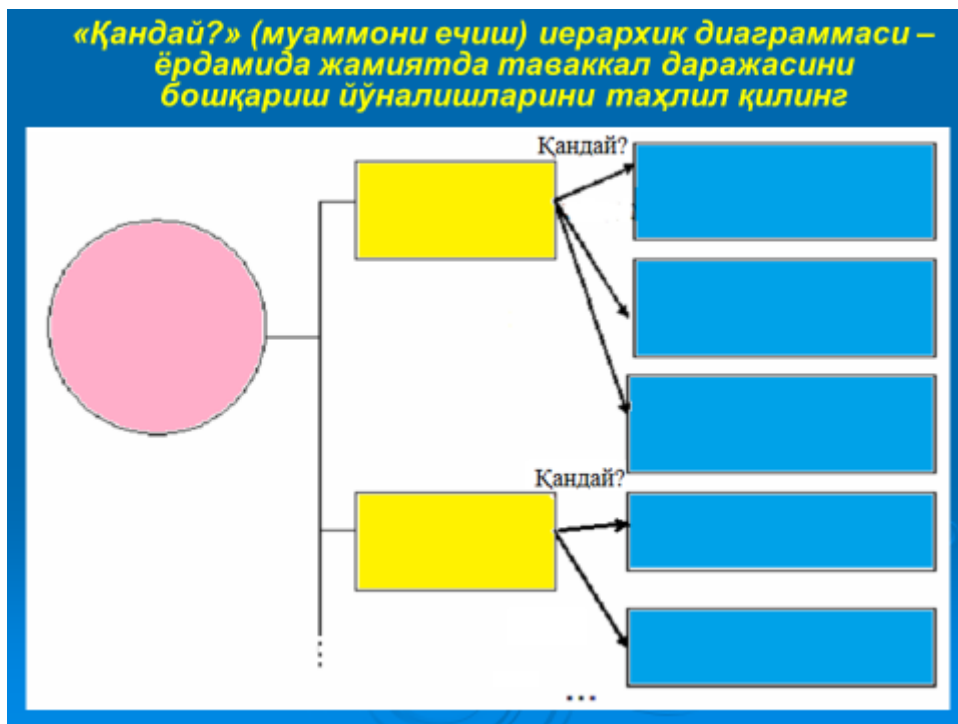 «Қандай?» (муаммони ечиш) иерархик диаграммаси –
ёрдамида жамиятда таваккал даражасини
бошқариш йўналишларини таҳлил қилинг
Қандай?
Қандай?
...